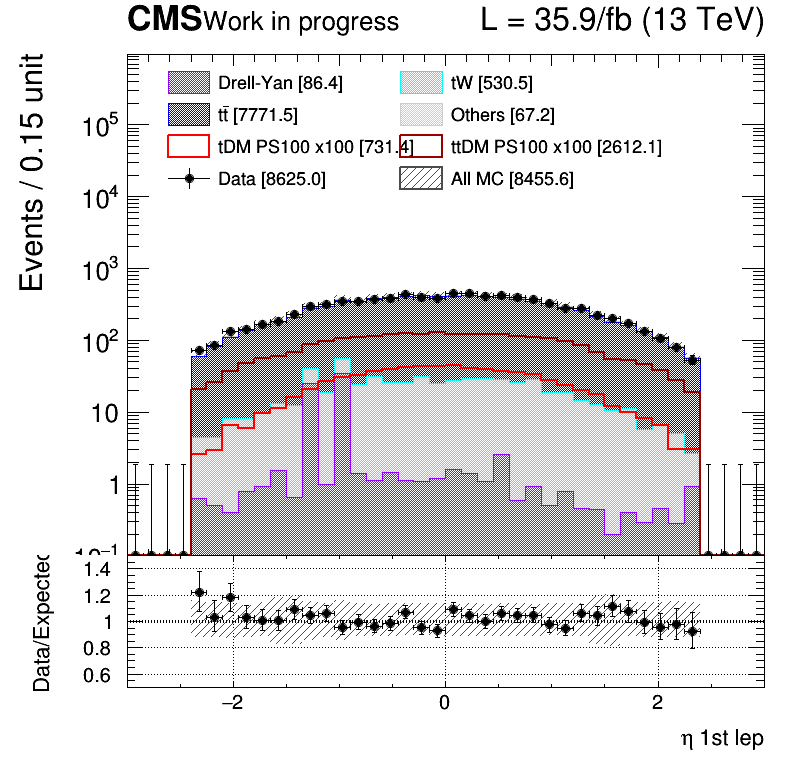 CMS Work in progress L = 35.9/fb (13 TeV)
Events / 0.15 unit
Drell-Yan [86.4] tW [530.5]
tt̄ [7771.5] Others [67.2]
tDM PS100 x100 [731.4] ttDM PS100 x100 [2612.1]
Data [8625.0] All MC [8455.6]
10⁵
10⁴
10³
10²
10
1
10⁻¹
Data/Expected
1.4
1.2
1
0.8
0.6
−2 0 2
η 1st lep